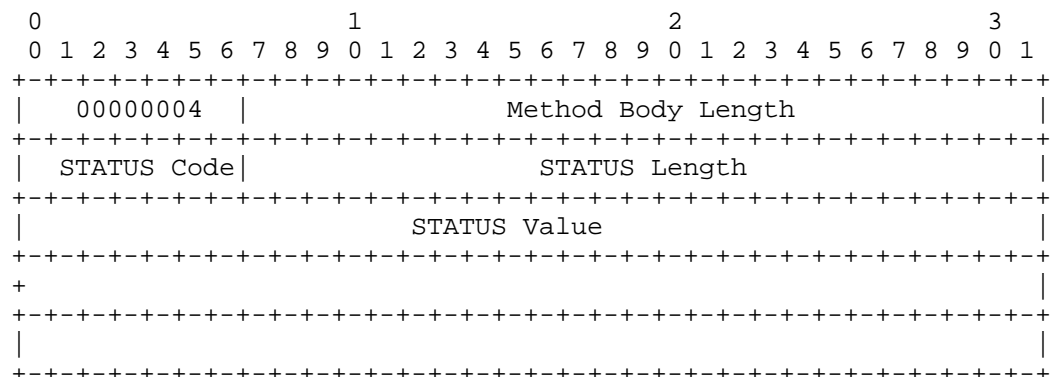 0                   1                   2                   3
 0 1 2 3 4 5 6 7 8 9 0 1 2 3 4 5 6 7 8 9 0 1 2 3 4 5 6 7 8 9 0 1
+-+-+-+-+-+-+-+-+-+-+-+-+-+-+-+-+-+-+-+-+-+-+-+-+-+-+-+-+-+-+-+-+
|   00000004  |                Method Body Length               |
+-+-+-+-+-+-+-+-+-+-+-+-+-+-+-+-+-+-+-+-+-+-+-+-+-+-+-+-+-+-+-+-+
|  STATUS Code|                  STATUS Length                  |
+-+-+-+-+-+-+-+-+-+-+-+-+-+-+-+-+-+-+-+-+-+-+-+-+-+-+-+-+-+-+-+-+
|                        STATUS Value                           |
+-+-+-+-+-+-+-+-+-+-+-+-+-+-+-+-+-+-+-+-+-+-+-+-+-+-+-+-+-+-+-+-+
+                                                               |
+-+-+-+-+-+-+-+-+-+-+-+-+-+-+-+-+-+-+-+-+-+-+-+-+-+-+-+-+-+-+-+-+
|                                                               |
+-+-+-+-+-+-+-+-+-+-+-+-+-+-+-+-+-+-+-+-+-+-+-+-+-+-+-+-+-+-+-+-+